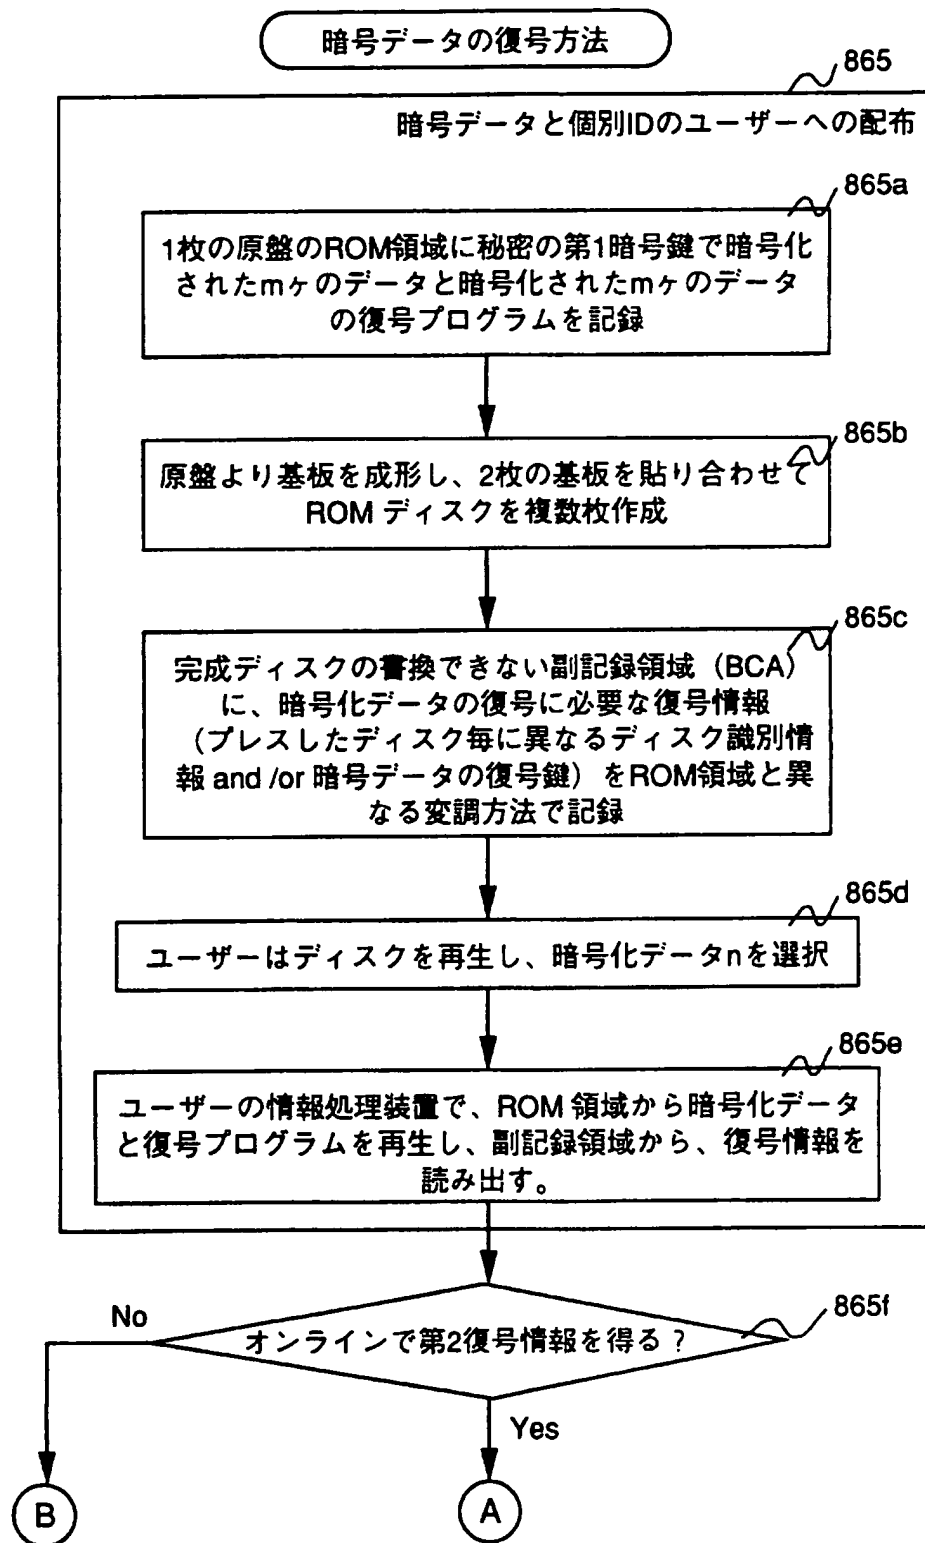 暗号データの復号方法
865
暗号データと個別IDのユーザーへの配布
865a
1枚の原盤のROM領域に秘密の第1暗号鍵で暗号化
されたmヶのデータと暗号化されたmヶのデータ
の復号プログラムを記録
865b
原盤より基板を成形し、2枚の基板を貼り合わせて
ROM ディスクを複数枚作成
865c
完成ディスクの書換できない副記録領域（BCA）
に、暗号化データの復号に必要な復号情報
（プレスしたディスク毎に異なるディスク識別情
報 and /or 暗号データの復号鍵）をROM領域と異
なる変調方法で記録
865d
ユーザーはディスクを再生し、暗号化データnを選択
865e
ユーザーの情報処理装置で、ROM 領域から暗号化データ
と復号プログラムを再生し、副記録領域から、復号情報を
読み出す。
865f
No
オンラインで第2復号情報を得る？
Yes
B
A